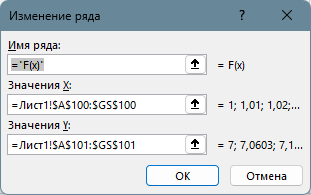 Изменение ряда ? ×
Имя ряда:
="F(x)" = F(x)
Значения X:
=Лист1!$A$100:$GS$100 = 1; 1,01; 1,02;...
Значения Y:
=Лист1!$A$101:$GS$101 = 7; 7,0603; 7,1...
ОК Отмена